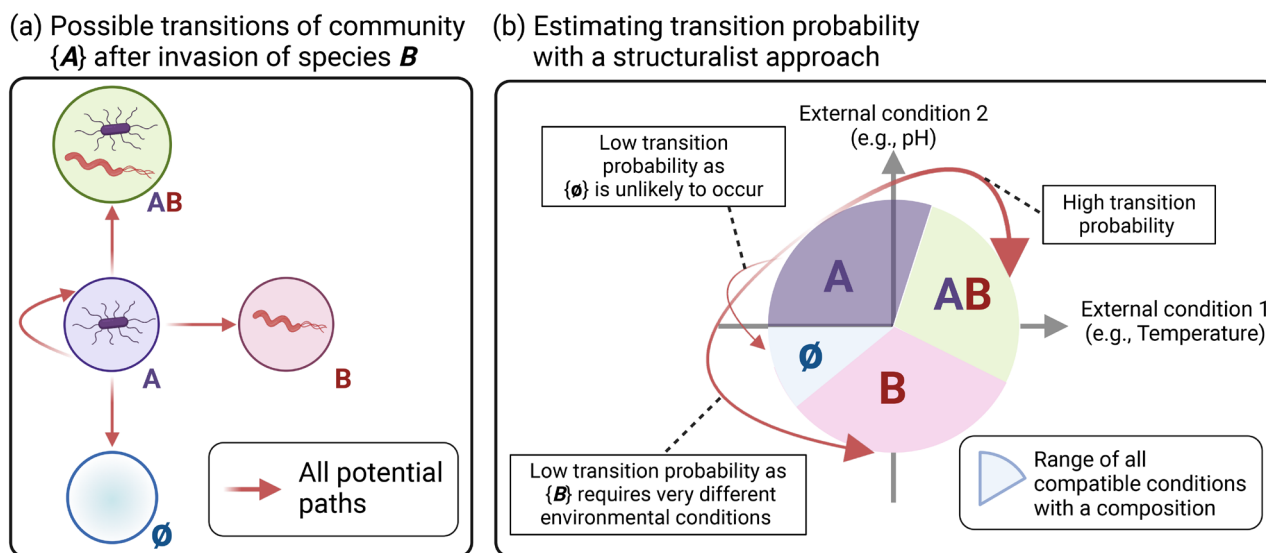 (a) Possible transitions of community
{A} after invasion of species B
AB
A
B
ø
All potential
paths
(b) Estimating transition probability
with a structuralist approach
External condition 2
(e.g., pH)
Low transition
probability as
{ø} is unlikely to occur
High transition
probability
A
AB
ø
B
External condition 1
(e.g., Temperature)
Low transition probability as
{B} requires very different
environmental conditions
Range of all
compatible conditions
with a composition